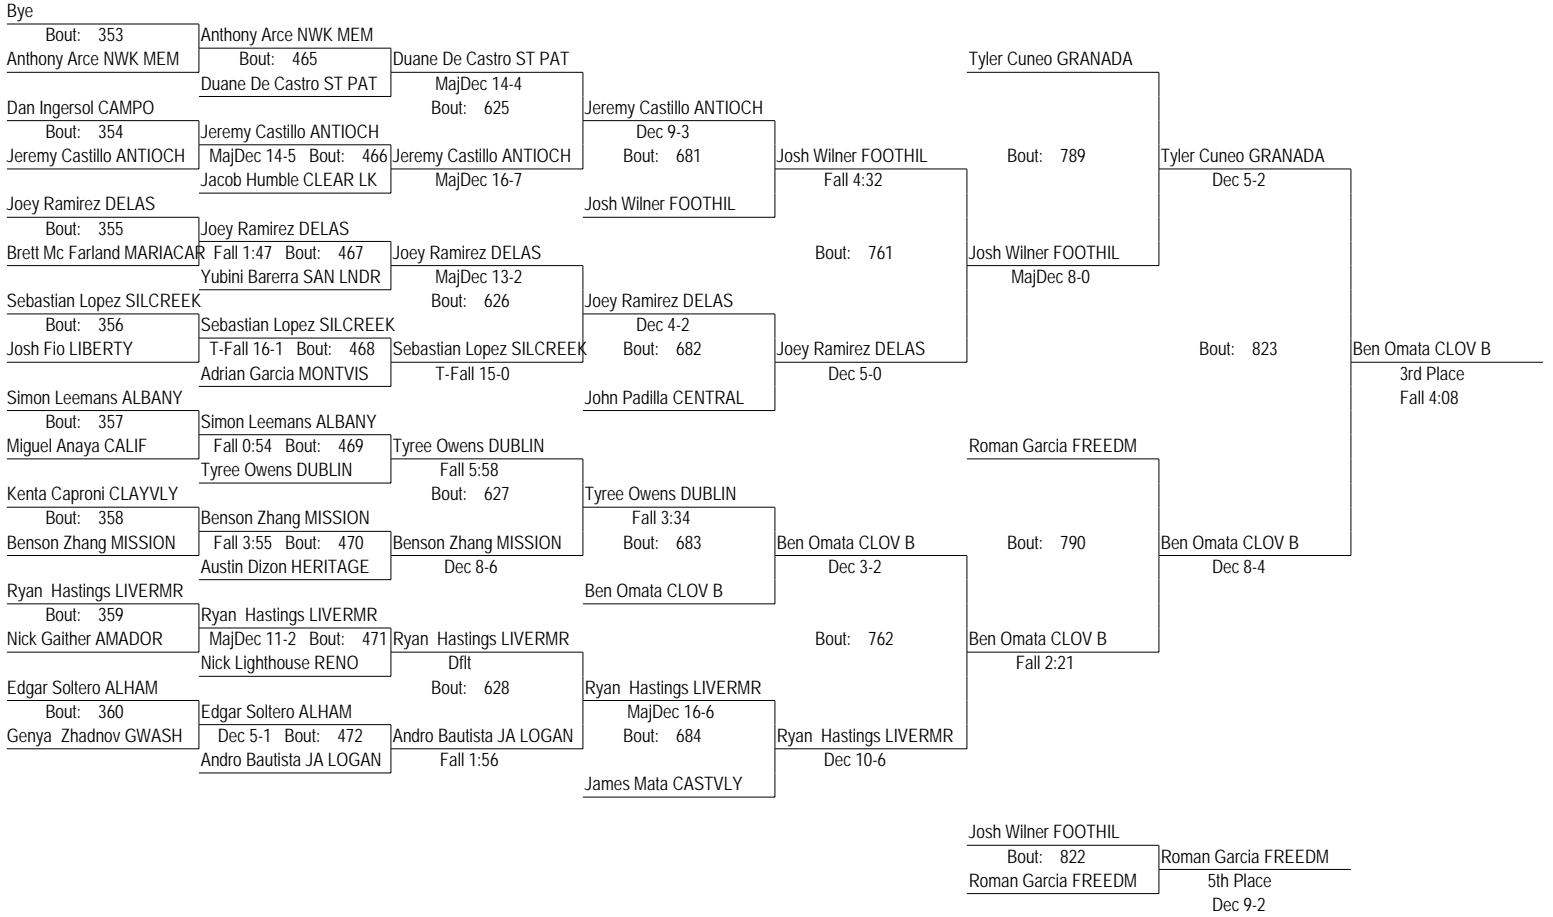 Bye
Bout: 353 Anthony Arce NWK MEM
Anthony Arce NWK MEM Bout: 465 Duane De Castro ST PAT Tyler Cuneo GRANADA
Duane De Castro ST PAT MajDec 14-4
Dan Ingersol CAMPO Bout: 625 Jeremy Castillo ANTIOCH
Bout: 354 Jeremy Castillo ANTIOCH Dec 9-3
Jeremy Castillo ANTIOCH MajDec 14-5 Bout: 466 Jeremy Castillo ANTIOCH Bout: 681 Josh Wilner FOOTHIL Bout: 789 Tyler Cuneo GRANADA
Jacob Humble CLEAR LK MajDec 16-7 Fall 4:32 Dec 5-2
Joey Ramirez DELAS Josh Wilner FOOTHIL
Bout: 355 Joey Ramirez DELAS
Brett Mc Farland MARIACAR Fall 1:47 Bout: 467 Joey Ramirez DELAS Bout: 761 Josh Wilner FOOTHIL
Yubini Barerra SAN LNDR MajDec 13-2 MajDec 8-0
Sebastian Lopez SILCREEK Bout: 626 Joey Ramirez DELAS
Bout: 356 Sebastian Lopez SILCREEK Dec 4-2
Josh Fio LIBERTY T-Fall 16-1 Bout: 468 Sebastian Lopez SILCREEK Bout: 682 Joey Ramirez DELAS Bout: 823 Ben Omata CLOV B
Adrian Garcia MONTVIS T-Fall 15-0 Dec 5-0 3rd Place
Simon Leemans ALBANY John Padilla CENTRAL Fall 4:08
Bout: 357 Simon Leemans ALBANY
Miguel Anaya CALIF Fall 0:54 Bout: 469 Tyree Owens DUBLIN Roman Garcia FREEDM
Tyree Owens DUBLIN Fall 5:58
Kenta Caproni CLAYVLY Bout: 627 Tyree Owens DUBLIN
Bout: 358 Benson Zhang MISSION Fall 3:34
Benson Zhang MISSION Fall 3:55 Bout: 470 Benson Zhang MISSION Bout: 683 Ben Omata CLOV B Bout: 790 Ben Omata CLOV B
Austin Dizon HERITAGE Dec 8-6 Dec 3-2 Dec 8-4
Ryan Hastings LIVERMR Ben Omata CLOV B
Bout: 359 Ryan Hastings LIVERMR
Nick Gaither AMADOR MajDec 11-2 Bout: 471 Ryan Hastings LIVERMR Bout: 762 Ben Omata CLOV B
Nick Lighthouse RENO Dflt Fall 2:21
Edgar Soltero ALHAM Bout: 628 Ryan Hastings LIVERMR
Bout: 360 Edgar Soltero ALHAM MajDec 16-6
Genya Zhadnov GWASH Dec 5-1 Bout: 472 Andro Bautista JA LOGAN Bout: 684 Ryan Hastings LIVERMR
Andro Bautista JA LOGAN Fall 1:56 Dec 10-6
James Mata CASTVLY
Josh Wilner FOOTHIL
Bout: 822 Roman Garcia FREEDM
Roman Garcia FREEDM 5th Place
Dec 9-2